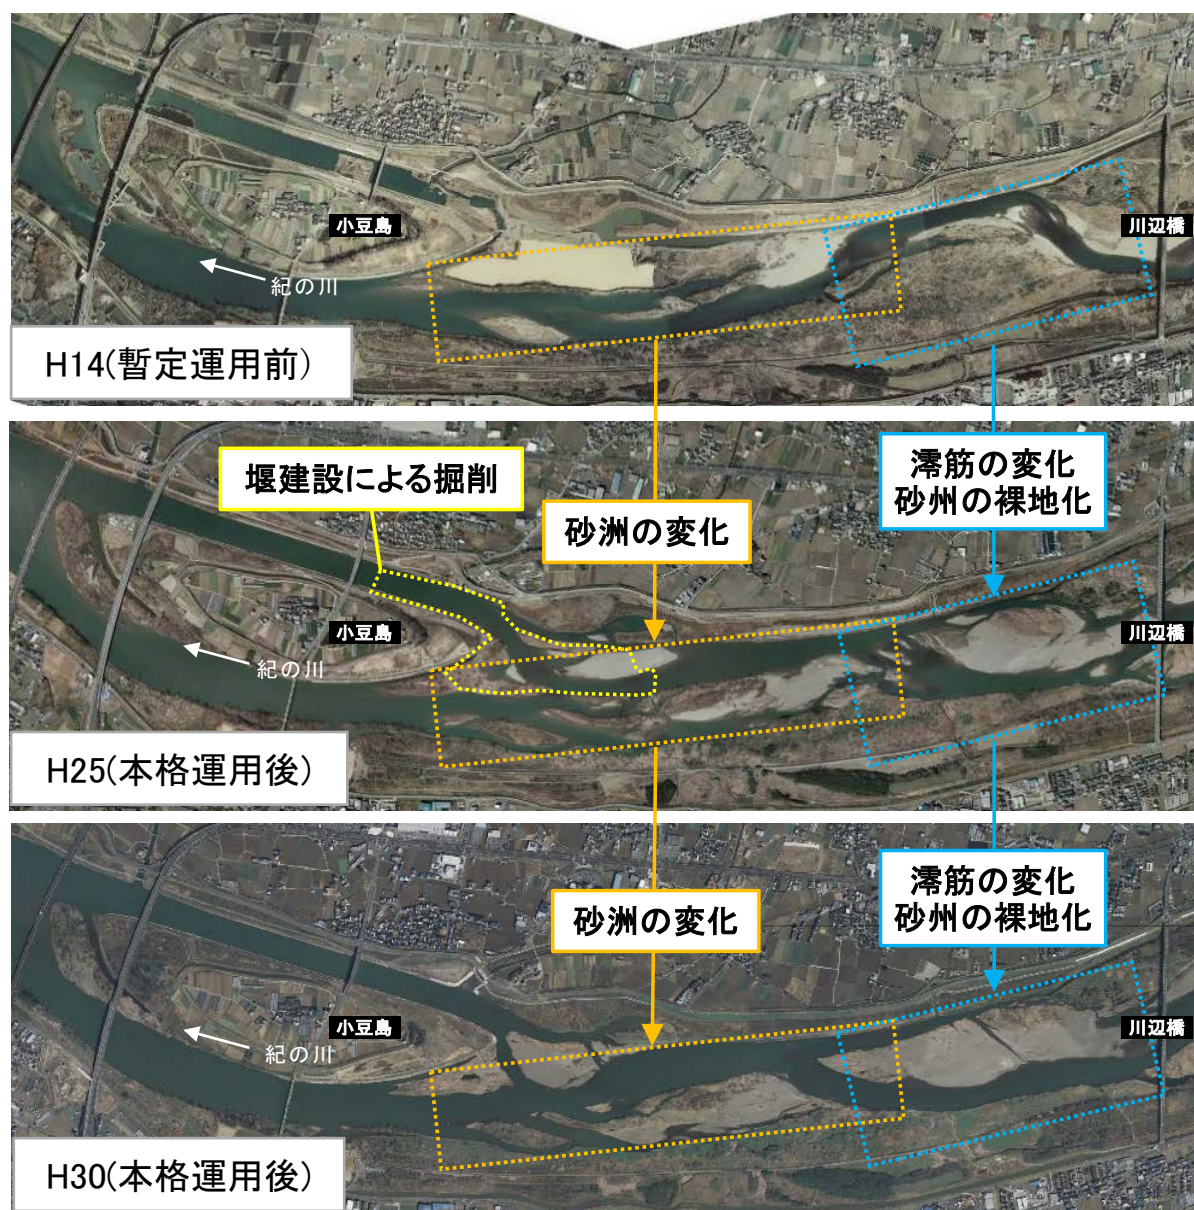 小豆島
川辺橋
紀の川
H14(暫定運用前)
堰建設による掘削
砂洲の変化
澪筋の変化
砂州の裸地化
小豆島
川辺橋
紀の川
H25(本格運用後)
砂洲の変化
澪筋の変化
砂州の裸地化
小豆島
川辺橋
紀の川
H30(本格運用後)